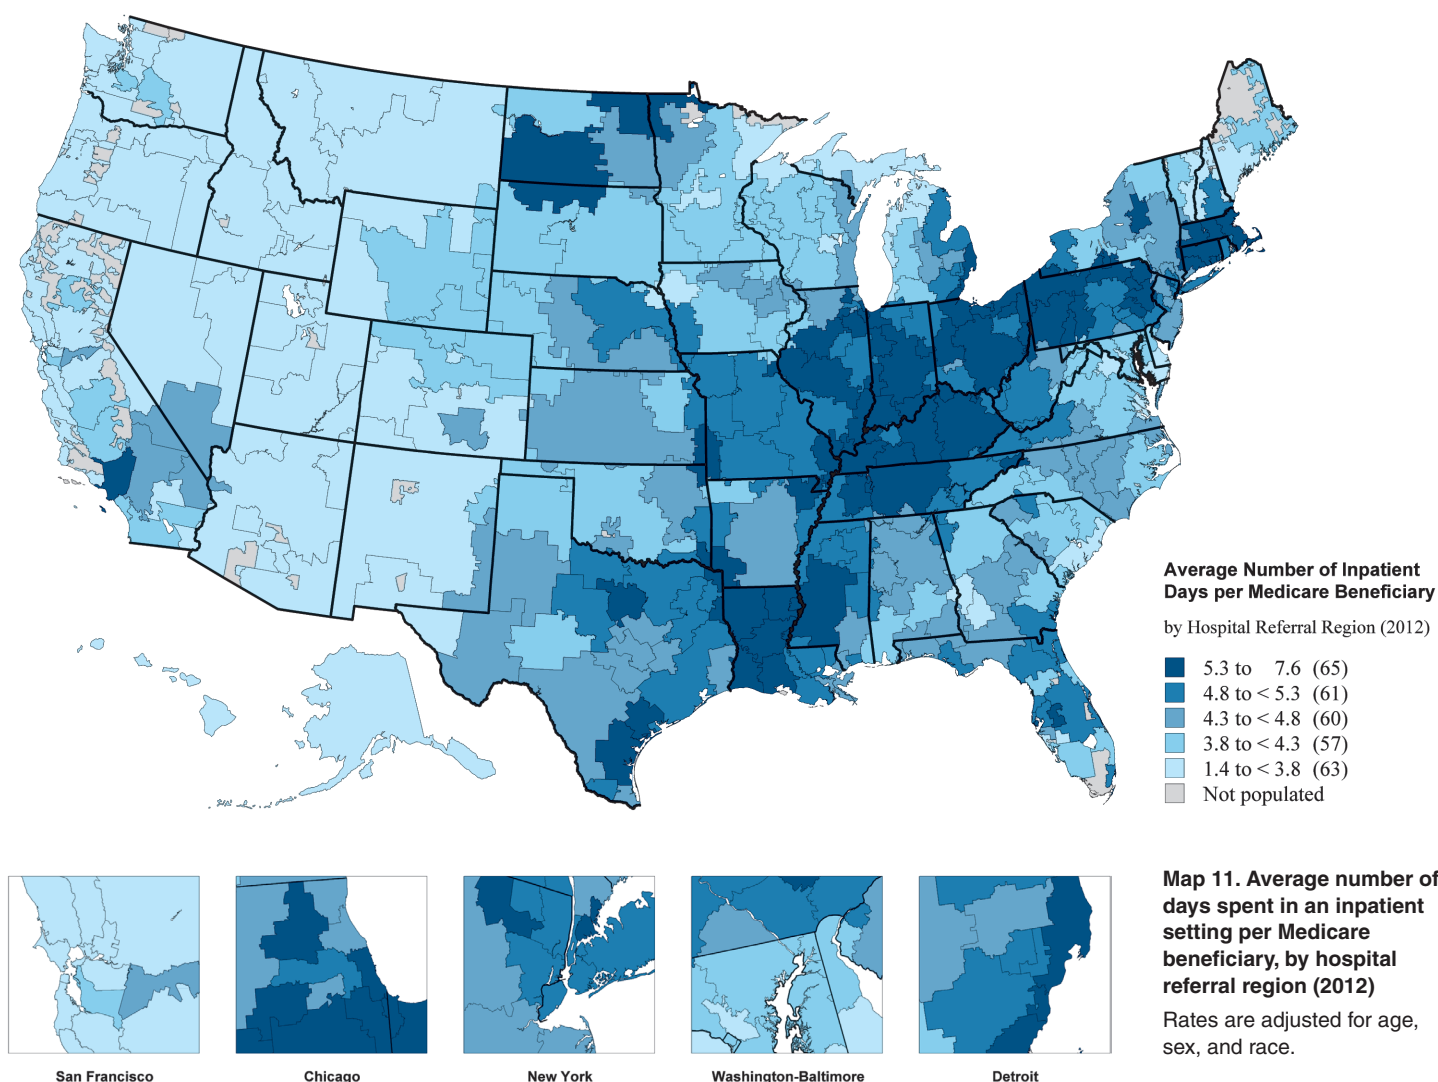 Average Number of Inpatient
Days per Medicare Beneficiary
by Hospital Referral Region (2012)
5.3 to 7.6 (65)
4.8 to < 5.3 (61)
4.3 to < 4.8 (60)
3.8 to < 4.3 (57)
1.4 to < 3.8 (63)
Not populated
San Francisco
Chicago
New York
Washington-Baltimore
Detroit
Map 11. Average number of
days spent in an inpatient
setting per Medicare
beneficiary, by hospital
referral region (2012)
Rates are adjusted for age,
sex, and race.